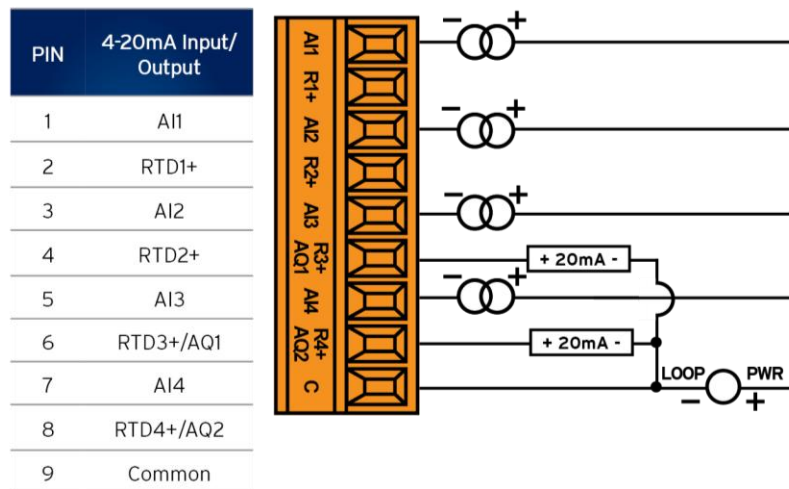 PIN 4-20mA Input/
Output
1 AI1
2 RTD1+
3 AI2
4 RTD2+
5 AI3
6 RTD3+/AQ1
7 AI4
8 RTD4+/AQ2
9 Common
AI1
R1+
AI2
R2+
AI3
R3+
AQ1
AI4
R4+
AQ2
C
- +
- +
- +
+ 20mA -
- +
+ 20mA -
LOOP PWR
- +